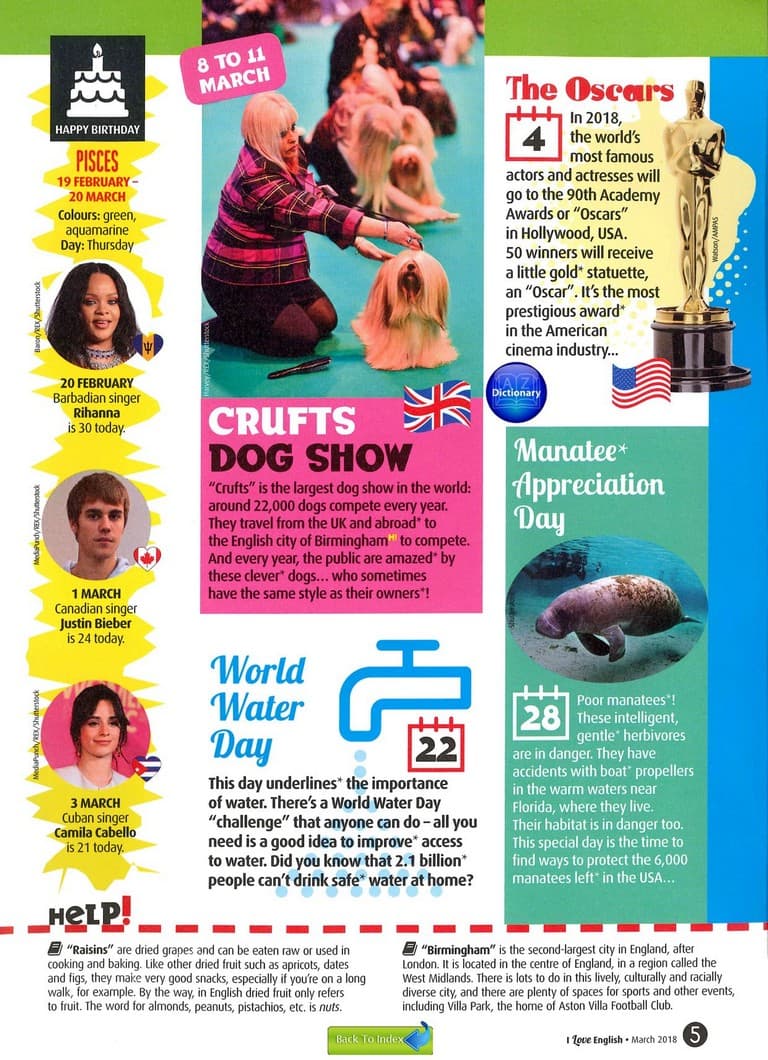 HAPPY BIRTHDAY
PISCES
19 FEBRUARY –
20 MARCH
Colours: green,
aquamarine
Day: Thursday
Baron/REX/Shutterstock
20 FEBRUARY
Barbadian singer
Rihanna
is 30 today.
MediaPunch/REX/Shutterstock
1 MARCH
Canadian singer
Justin Bieber
is 24 today.
MediaPunch/REX/Shutterstock
3 MARCH
Cuban singer
Camila Cabello
is 21 today.
8 TO 11
MARCH
CRUFTS
DOG SHOW
“Crufts” is the largest dog show in the world:
around 22,000 dogs compete every year.
They travel from the UK and abroad* to
the English city of Birmingham H! to compete.
And every year, the public are amazed* by
these clever* dogs... who sometimes
have the same style as their owners*!
World
Water
Day
22
This day underlines* the importance
of water. There’s a World Water Day
“challenge” that anyone can do – all you
need is a good idea to improve* access
to water. Did you know that 2.1 billion*
people can’t drink safe* water at home?
The Oscars
4
In 2018,
the world’s
most famous
actors and actresses will
go to the 90th Academy
Awards or “Oscars”
in Hollywood, USA.
50 winners will receive
a little gold* statuette,
an “Oscar”. It’s the most
prestigious award*
in the American
cinema industry...
Watson/AMPAS
A-Z
Dictionary
Manatee*
Appreciation
Day
28
Poor manatees*!
These intelligent,
gentle* herbivores
are in danger. They have
accidents with boat* propellers
in the warm waters near
Florida, where they live.
Their habitat is in danger too.
This special day is the time to
find ways to protect the 6,000
manatees left* in the USA...
HELP!
“Raisins” are dried grapes and can be eaten raw or used in
cooking and baking. Like other dried fruit such as apricots, dates
and figs, they make very good snacks, especially if you’re on a long
walk, for example. By the way, in English dried fruit only refers
to fruit. The word for almonds, peanuts, pistachios, etc. is nuts.
“Birmingham” is the second-largest city in England, after
London. It is located in the centre of England, in a region called the
West Midlands. There is lots to do in this lively, culturally and racially
diverse city, and there are plenty of spaces for sports and other events,
including Villa Park, the home of Aston Villa Football Club.
Back To Index
I Love English • March 2018 5